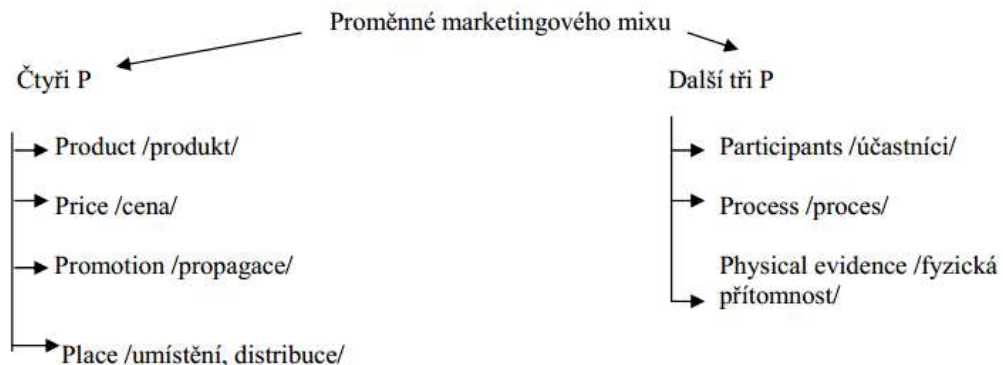 Proměnné marketingového mixu
Čtyři P
Product /produkt/
Price /cena/
Promotion /propagace/
Place /umístění, distribuce/
Další tři P
Participants /účastníci/
Process /proces/
Physical evidence /fyzická
přítomnost/